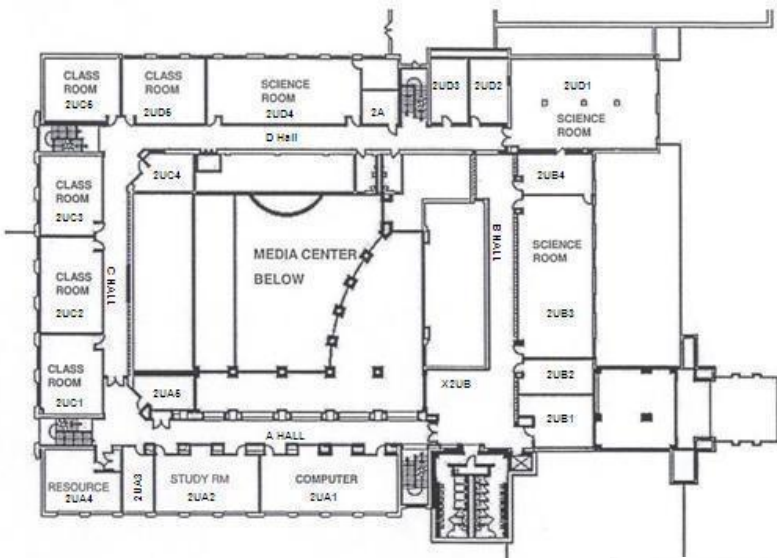 CLASS
ROOM
2UC6
CLASS
ROOM
2UD5
SCIENCE
ROOM
2UD4
2A
2UD3
2UD2
2UD1
SCIENCE
ROOM
D Hall
CLASS
ROOM
2UC3
2UC4
2UB4
CLASS
ROOM
2UC2
C HALL
MEDIA CENTER
BELOW
B HALL
SCIENCE
ROOM
2UB3
CLASS
ROOM
2UC1
2UA5
X2UB
2UB2
2UB1
A HALL
RESOURCE
2UA4
2UA3
STUDY RM
2UA2
COMPUTER
2UA1